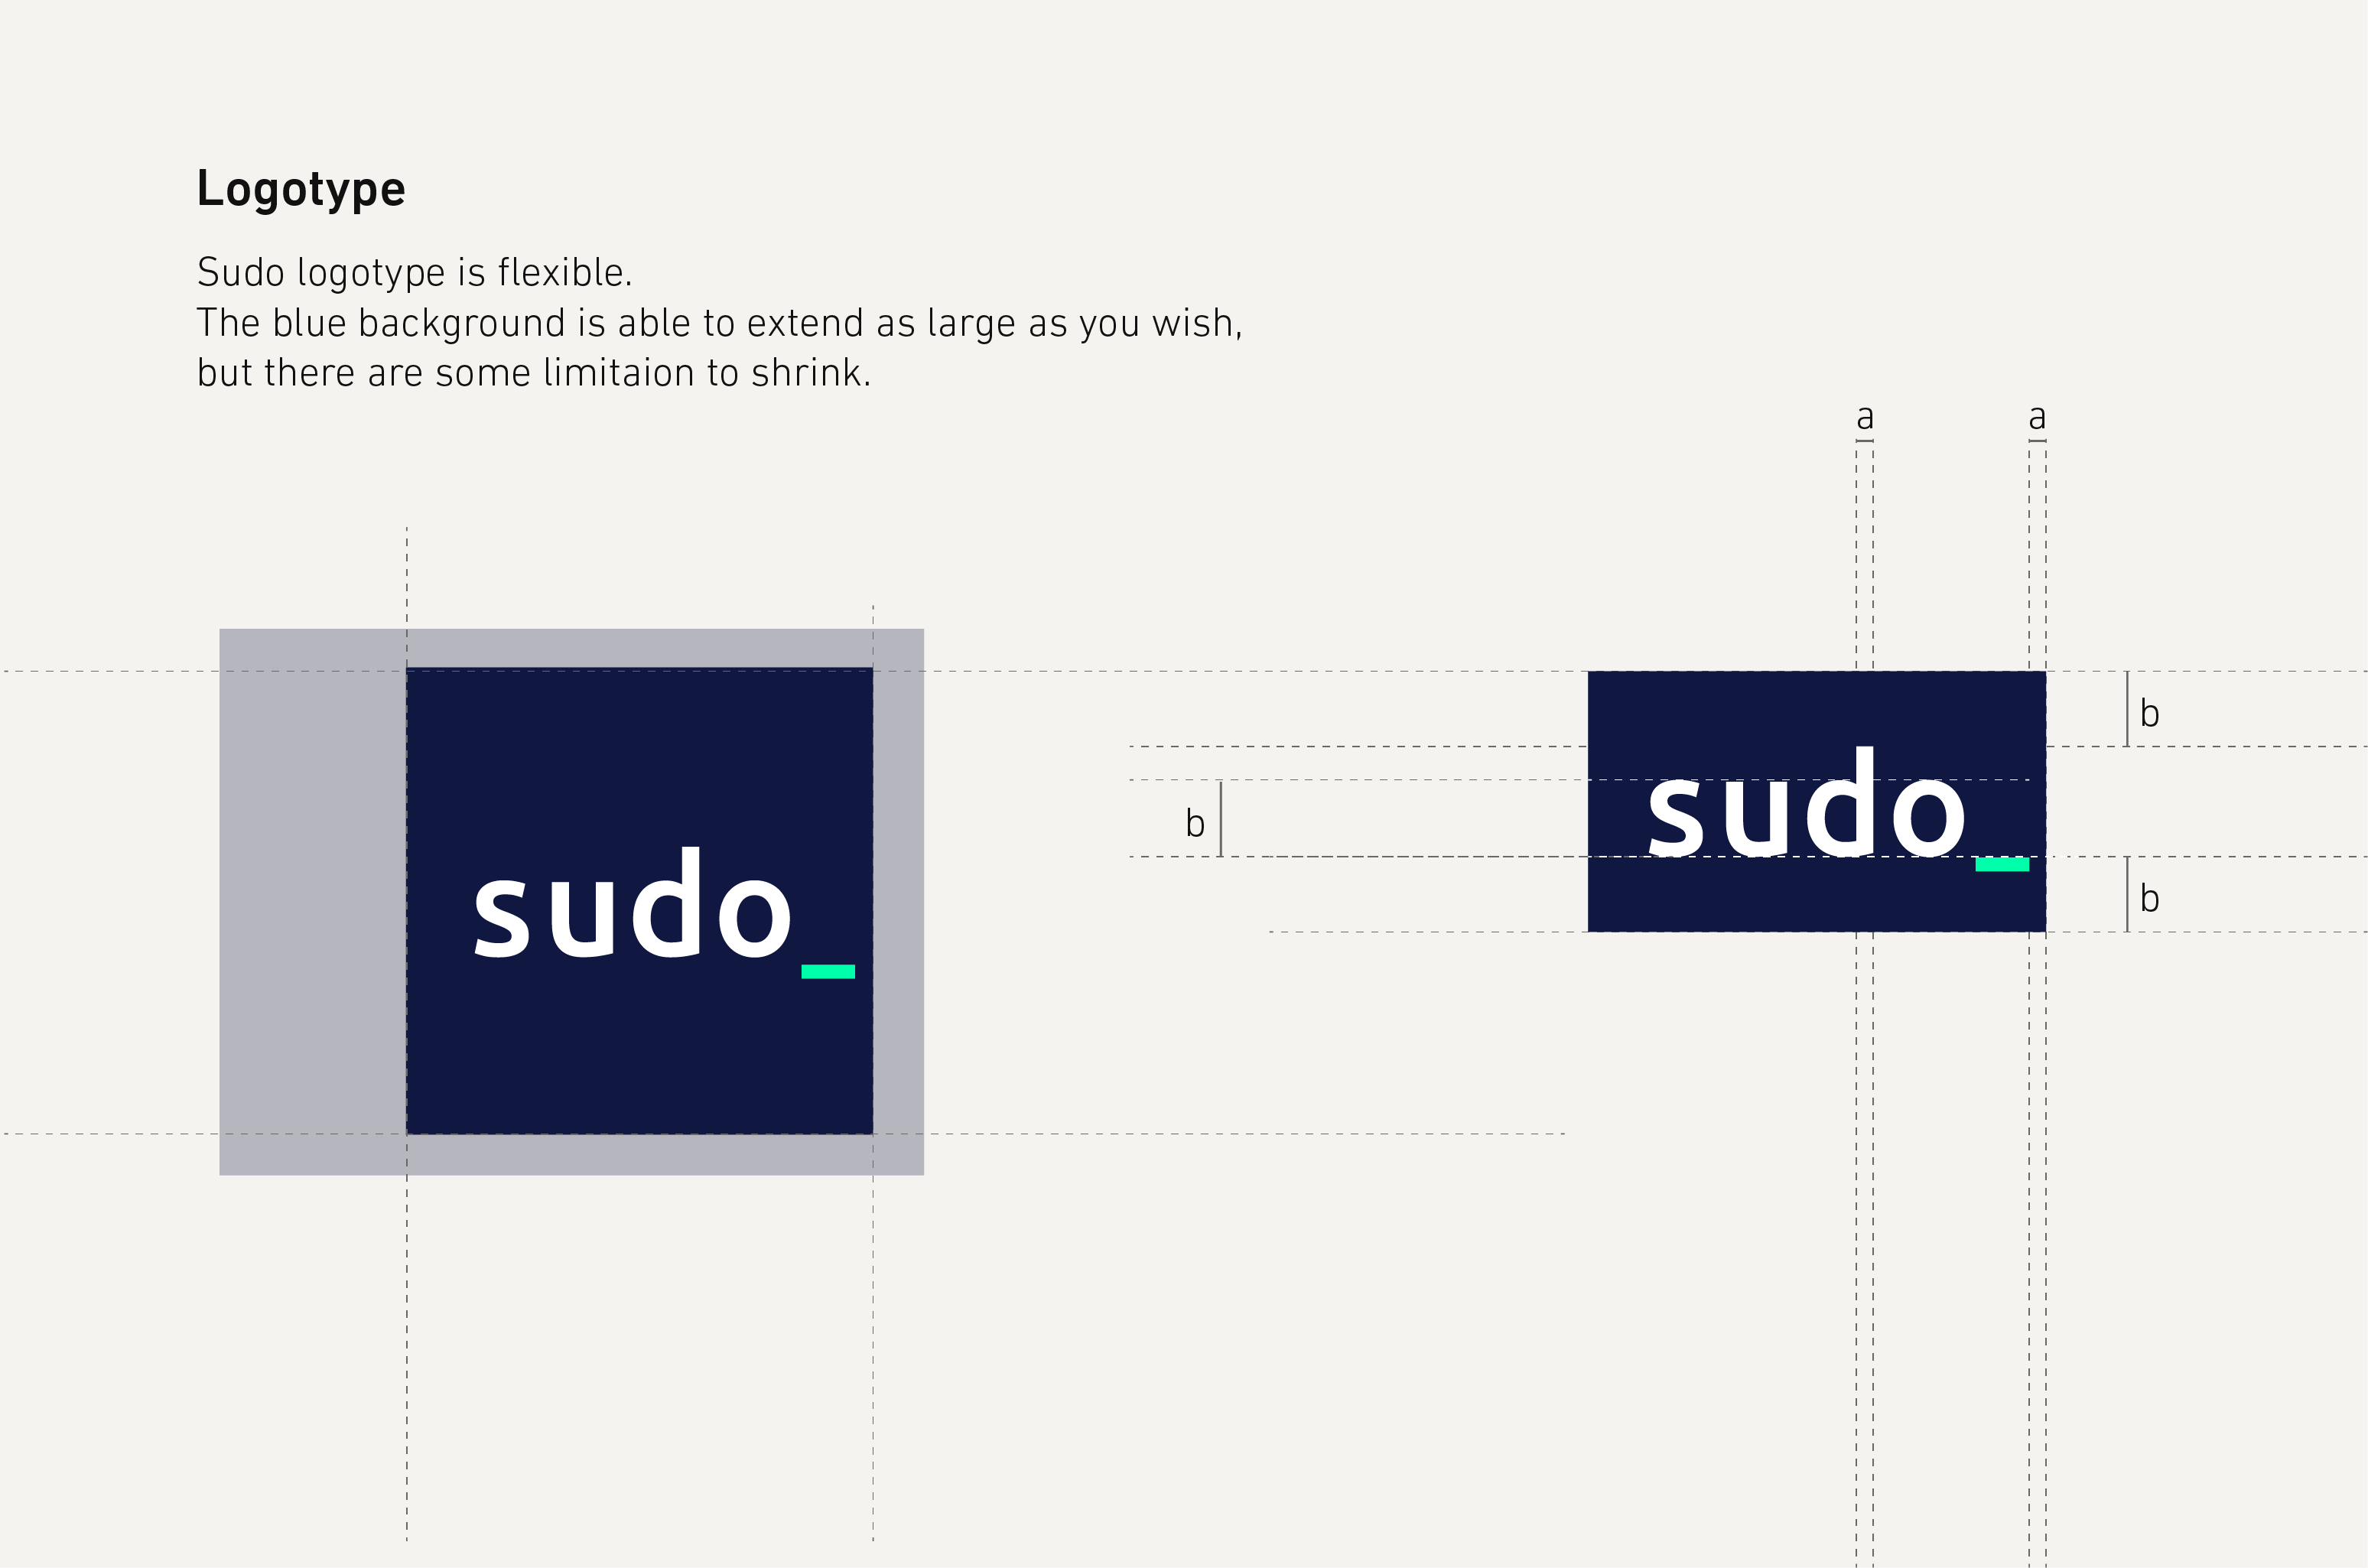 Logotype
Sudo logotype is flexible.
The blue background is able to extend as large as you wish,
but there are some limitaion to shrink.
a a
b
sudo_
b
b
sudo_